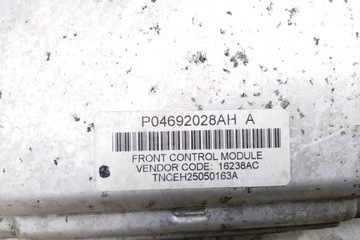 P04692028AH A
FRONT CONTROL MODULE
VENDOR CODE: 16238AC
TNCEH25050163A